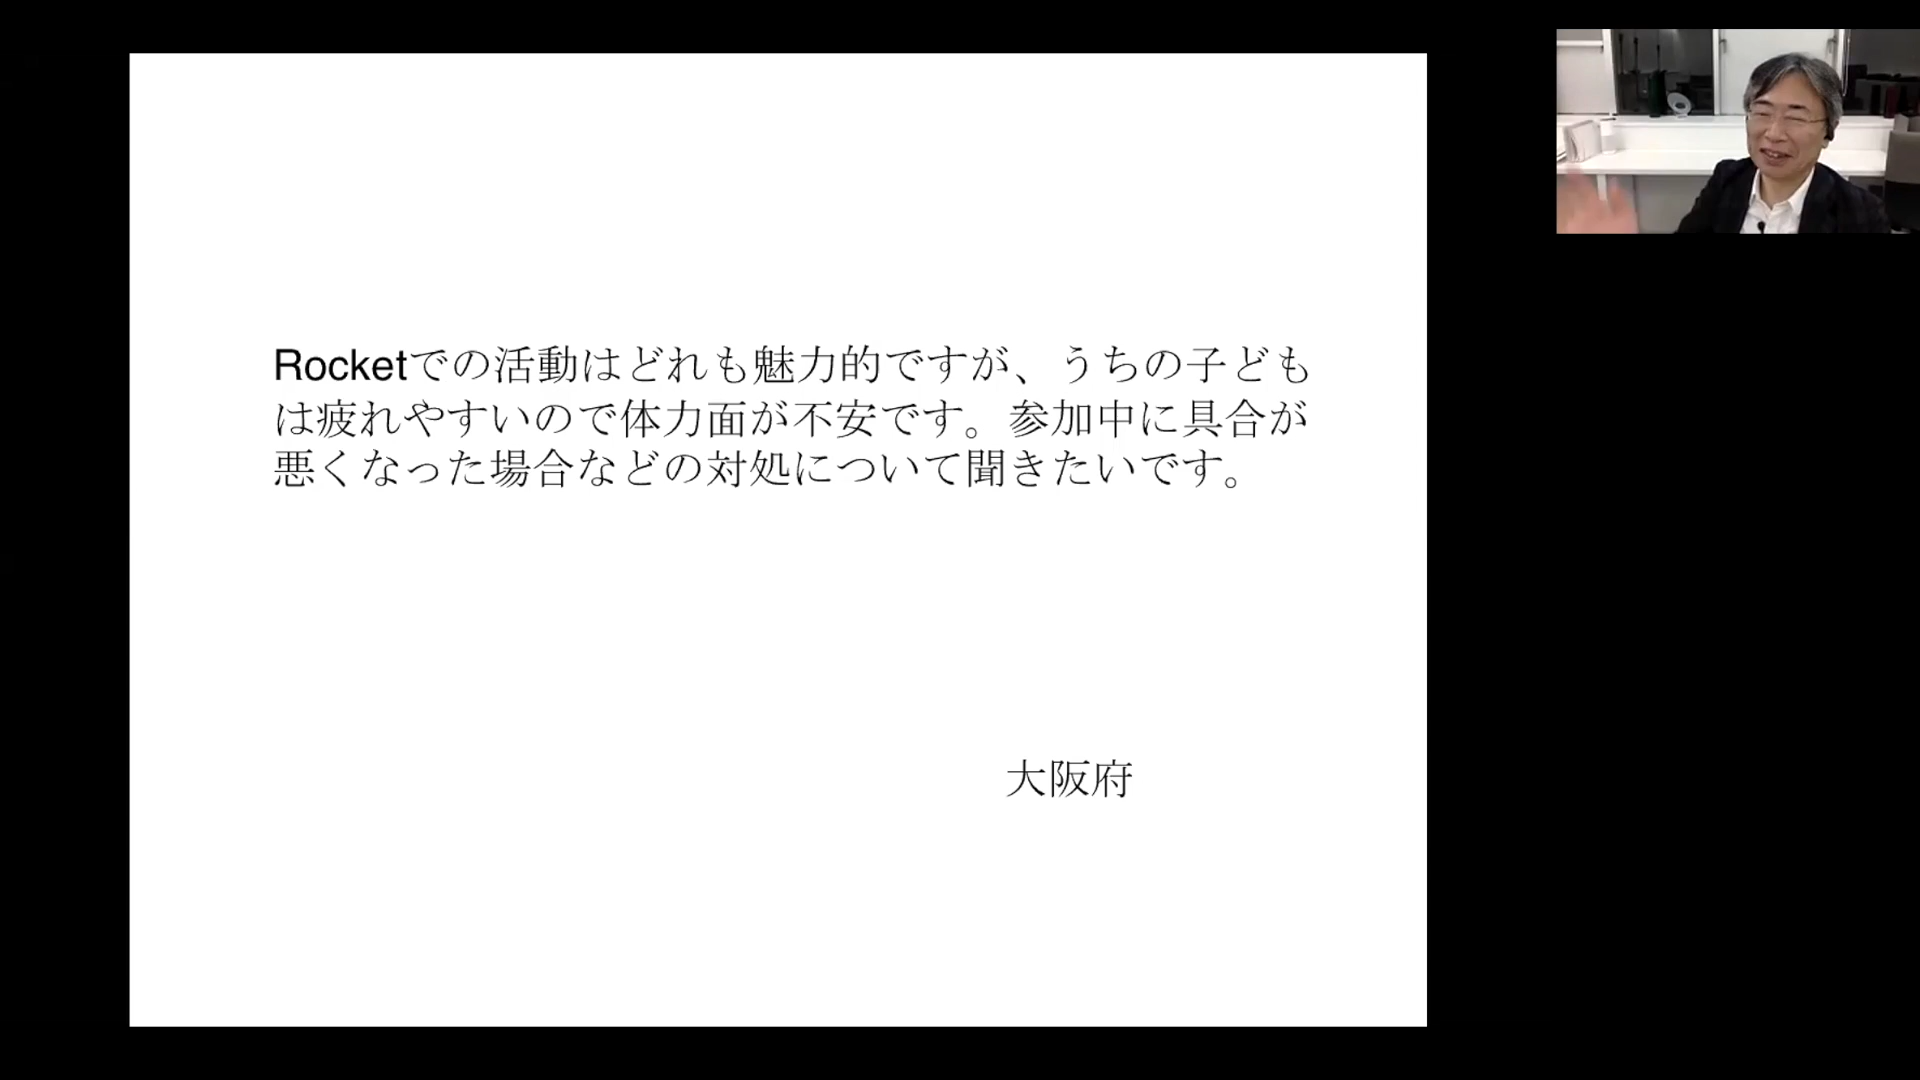 Rocketでの活動はどれも魅力的ですが、うちの子ども
は疲れやすいので体力面が不安です。参加中に具合が
悪くなった場合などの対処について聞きたいです。
大阪府